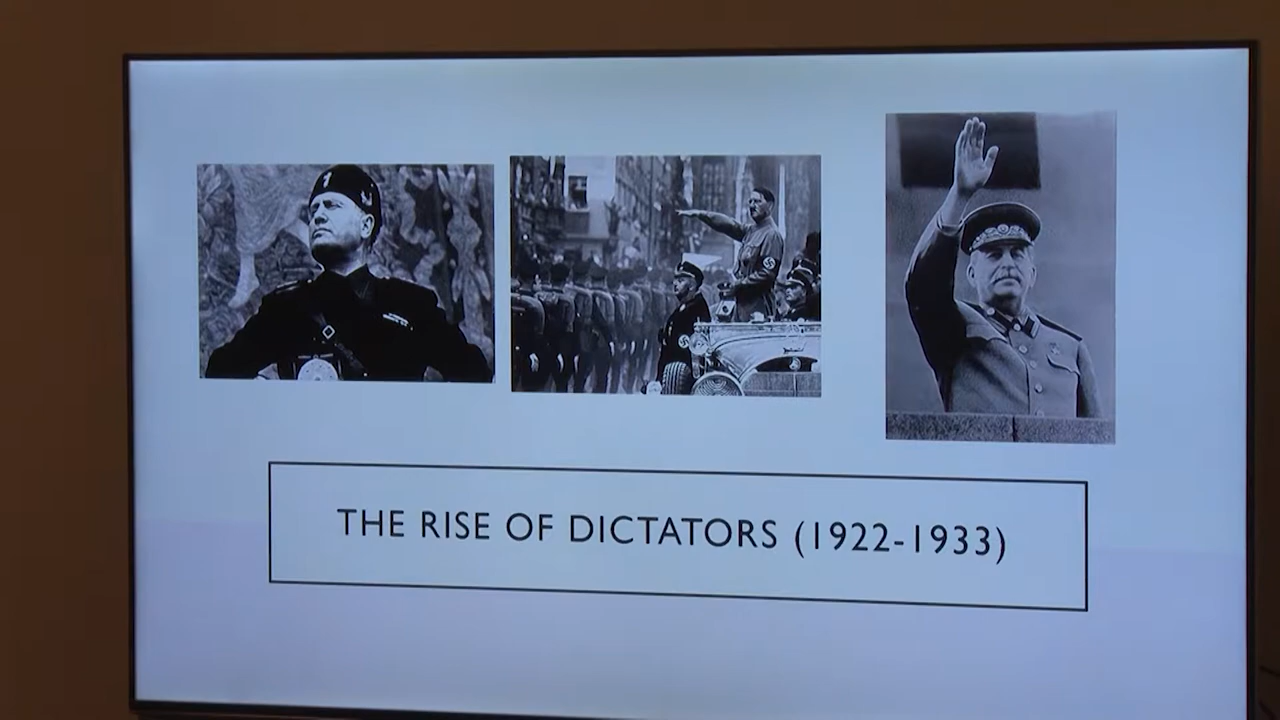 THE RISE OF DICTATORS (1922-1933)